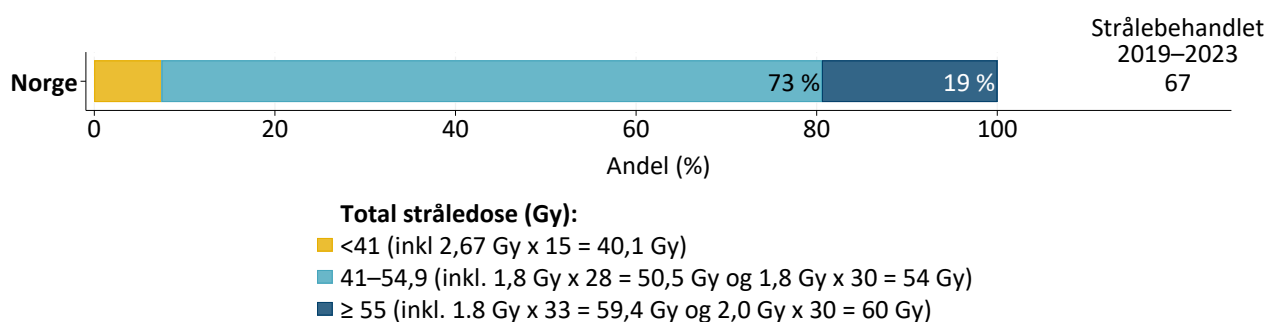 Strålebehandlet
2019–2023
Norge 73 % 19 % 67
0 20 40 60 80 100
Andel (%)
Total stråledose (Gy):
<41 (inkl 2,67 Gy x 15 = 40,1 Gy)
41–54,9 (inkl. 1,8 Gy x 28 = 50,5 Gy og 1,8 Gy x 30 = 54 Gy)
≥ 55 (inkl. 1.8 Gy x 33 = 59,4 Gy og 2,0 Gy x 30 = 60 Gy)